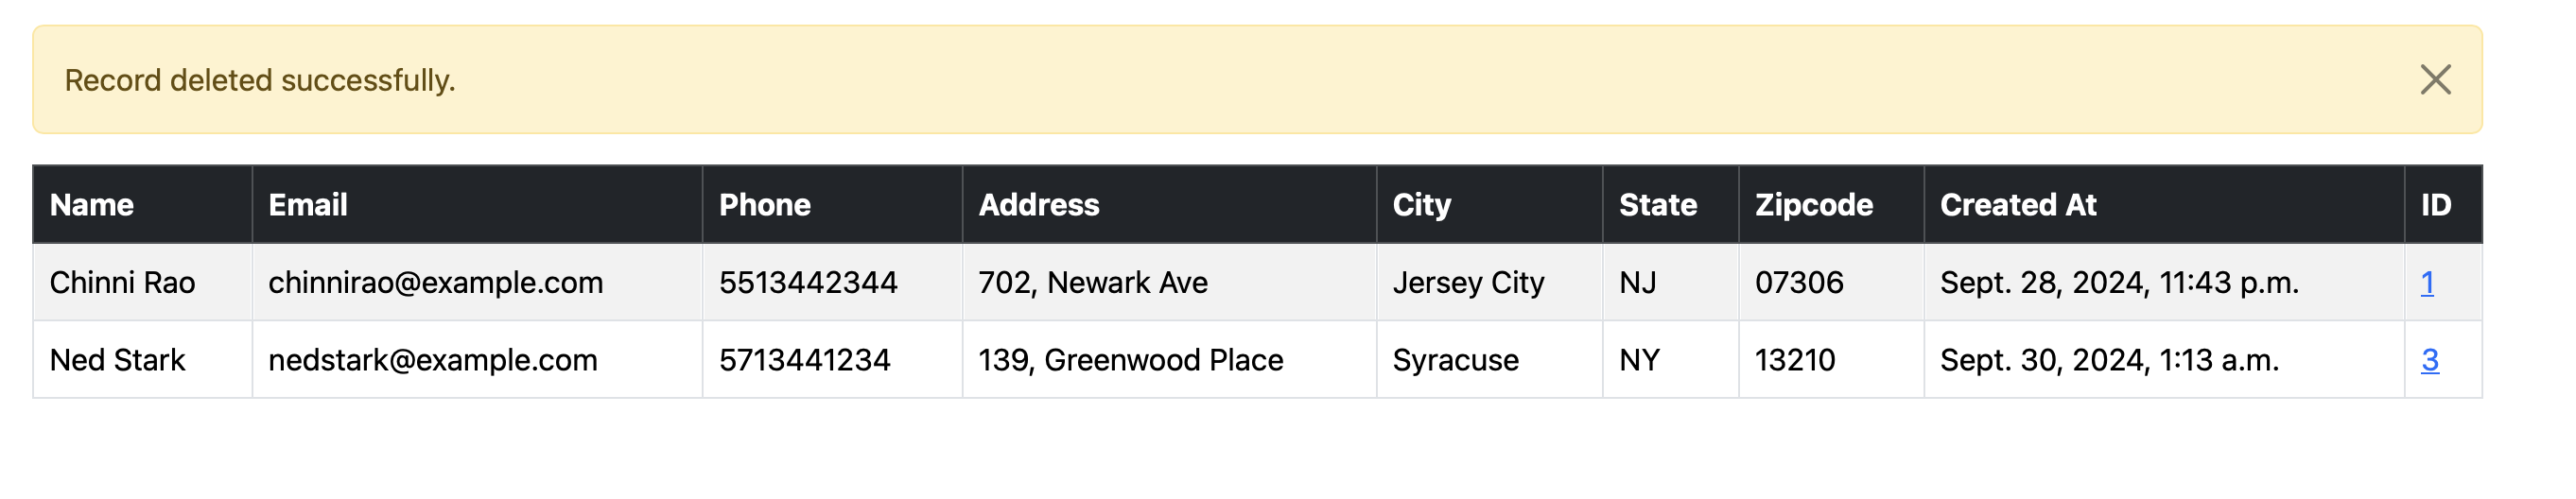 Record deleted successfully.
Name Email Phone Address City State Zipcode Created At ID
Chinni Rao chinnirao@example.com 5513442344 702, Newark Ave Jersey City NJ 07306 Sept. 28, 2024, 11:43 p.m. 1
Ned Stark nedstark@example.com 5713441234 139, Greenwood Place Syracuse NY 13210 Sept. 30, 2024, 1:13 a.m. 3